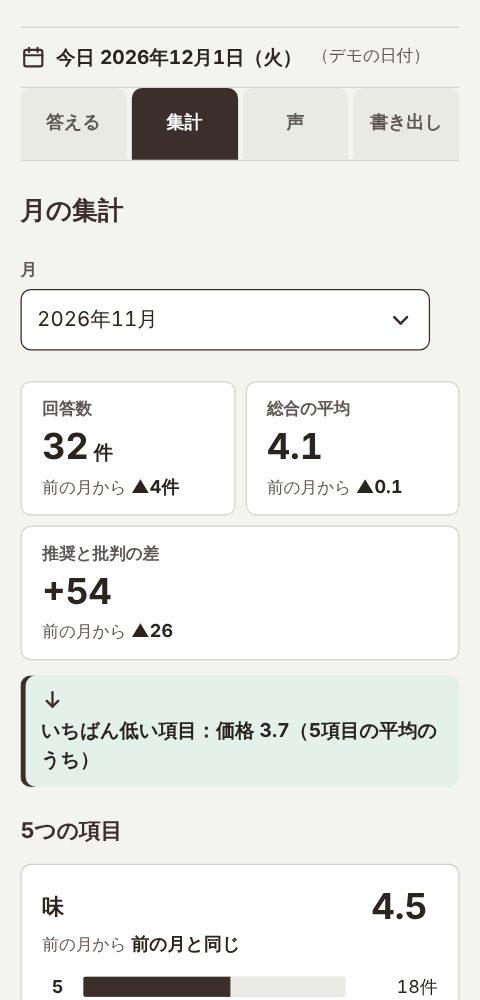 今日 2026年12月1日（火）（デモの日付）
答える 集計 声 書き出し
月の集計
月
2026年11月
回答数
32 件
前の月から ▲4件
総合の平均
4.1
前の月から ▲0.1
推奨と批判の差
+54
前の月から ▲26
いちばん低い項目：価格 3.7（5項目の平均の
うち）
5つの項目
味 4.5
前の月から 前の月と同じ
5 18件